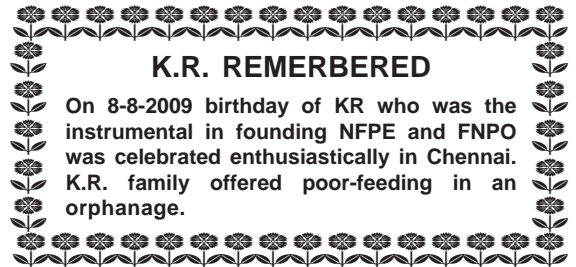 K.R. REMERBERED
On 8-8-2009 birthday of KR who was the
instrumental in founding NFPE and FNPO
was celebrated enthusiastically in Chennai.
K.R. family offered poor-feeding in an
orphanage.